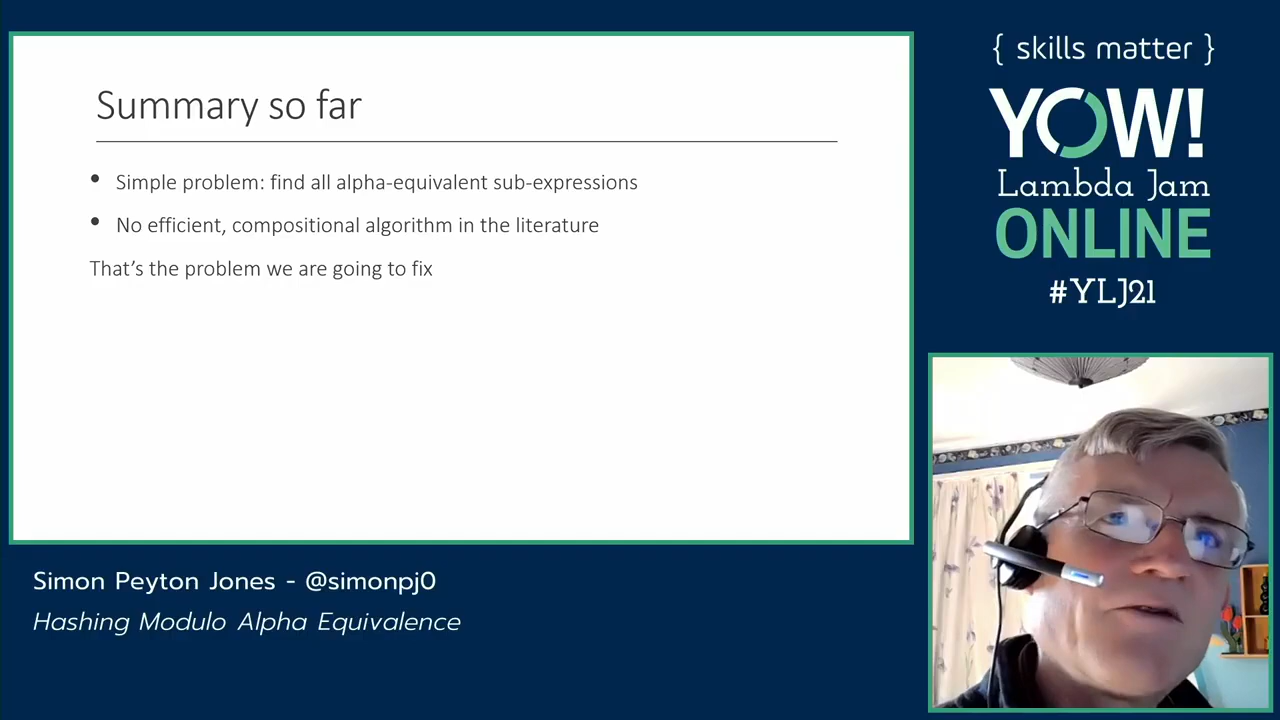 Summary so far
• Simple problem: find all alpha-equivalent sub-expressions
• No efficient, compositional algorithm in the literature
That’s the problem we are going to fix
Simon Peyton Jones - @simonpj0
Hashing Modulo Alpha Equivalence
{ skills matter }
YOW!
Lambda Jam
ONLINE
#YLJ21